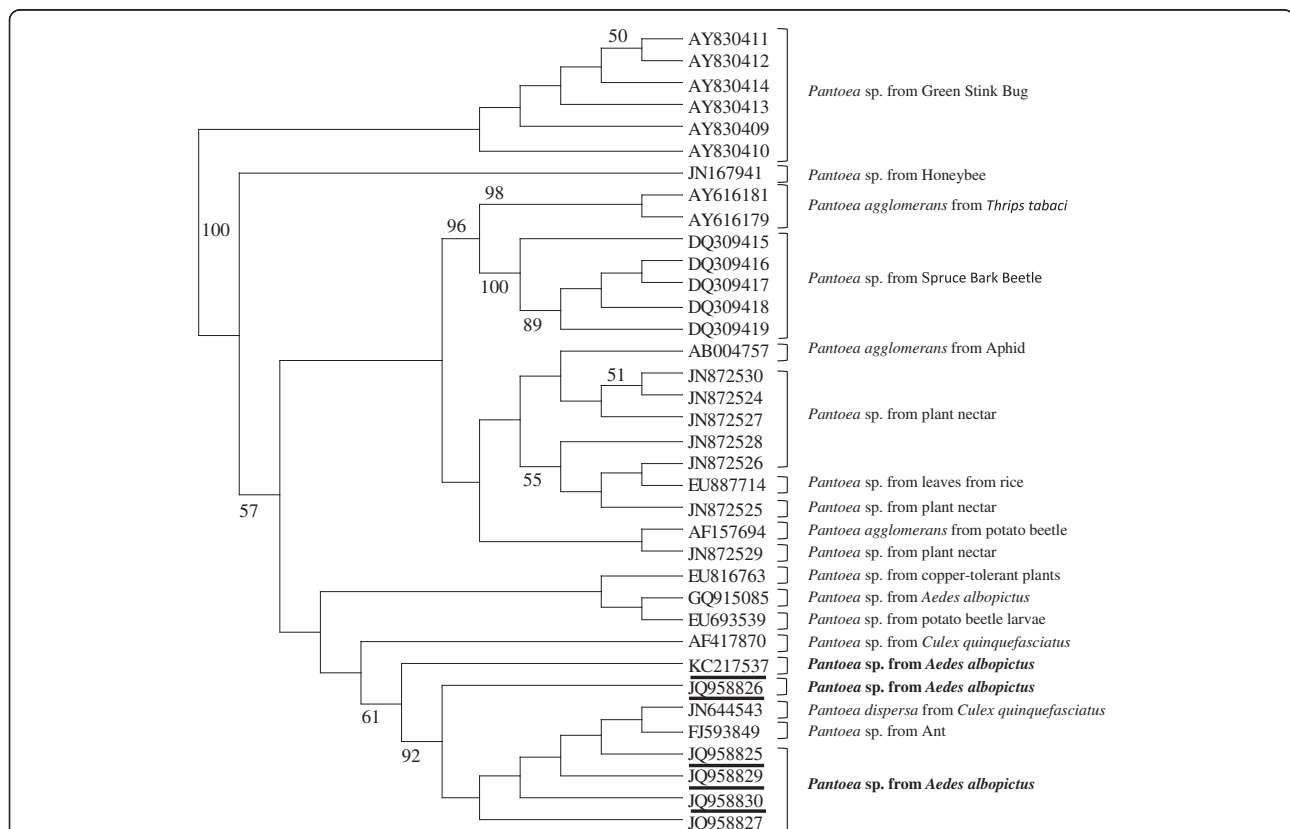 50
AY830411
AY830412
AY830414
AY830413
AY830409
AY830410
Pantoea sp. from Green Stink Bug
JN167941
Pantoea sp. from Honeybee
100
98
96
AY616181
AY616179
Pantoea agglomerans from Thrips tabaci
DQ309415
DQ309416
DQ309417
DQ309418
DQ309419
Pantoea sp. from Spruce Bark Beetle
100
89
AB004757
Pantoea agglomerans from Aphid
51
JN872530
JN872524
JN872527
JN872528
JN872526
Pantoea sp. from plant nectar
55
EU887714
Pantoea sp. from leaves from rice
JN872525
Pantoea sp. from plant nectar
57
AF157694
Pantoea agglomerans from potato beetle
JN872529
Pantoea sp. from plant nectar
EU816763
Pantoea sp. from copper-tolerant plants
GQ915085
Pantoea sp. from Aedes albopictus
EU693539
Pantoea sp. from potato beetle larvae
AF417870
Pantoea sp. from Culex quinquefasciatus
KC217537
Pantoea sp. from Aedes albopictus
61
JQ958826
Pantoea sp. from Aedes albopictus
JN644543
Pantoea dispersa from Culex quinquefasciatus
FJ593849
Pantoea sp. from Ant
92
JQ958825
JQ958829
JQ958830
JQ958827
Pantoea sp. from Aedes albopictus